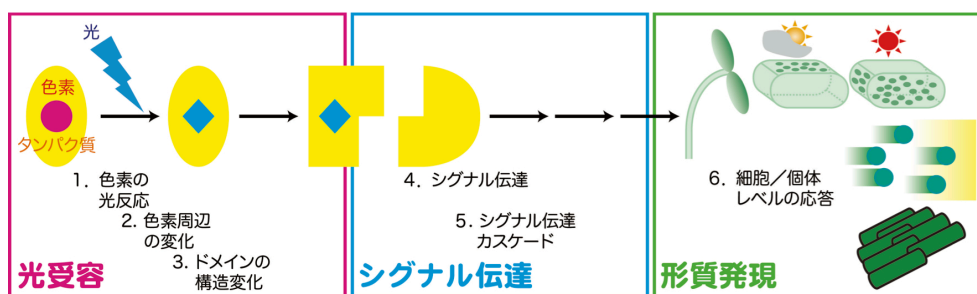 光
色素
タンパク質
1. 色素の
光反応
2. 色素周辺
の変化
3. ドメインの
構造変化
光受容
4. シグナル伝達
5. シグナル伝達
カスケード
シグナル伝達
6. 細胞／個体
レベルの応答
形質発現